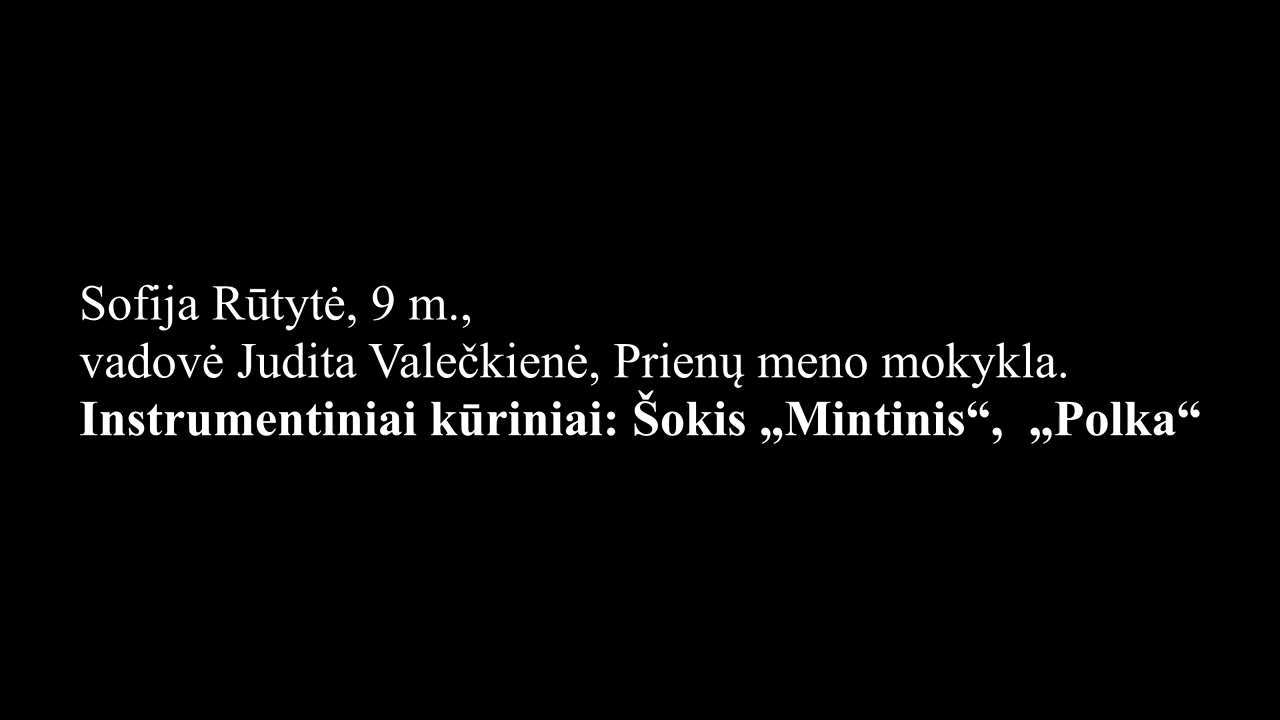 Sofija Rūtytė, 9 m.,
vadovė Judita Valečkienė, Prienų meno mokykla.
Instrumentiniai kūriniai: Šokis „Mintinis“,  „Polka“